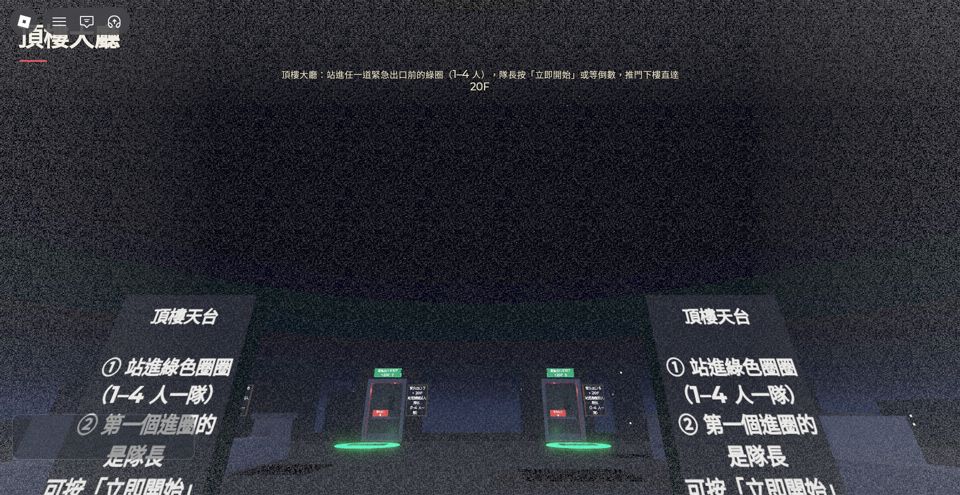 頂樓大廳
頂樓大廳：站進任一道緊急出口前的綠圈（1–4 人），隊長按「立即開始」或等倒數，推門下樓直達
20F
頂樓天台
① 站進綠色圈圈
（1–4 人一隊）
② 第一個進圈的
是隊長
可按「立即開始」
頂樓天台
① 站進綠色圈圈
（1–4 人一隊）
② 第一個進圈的
是隊長
可按「立即開始」